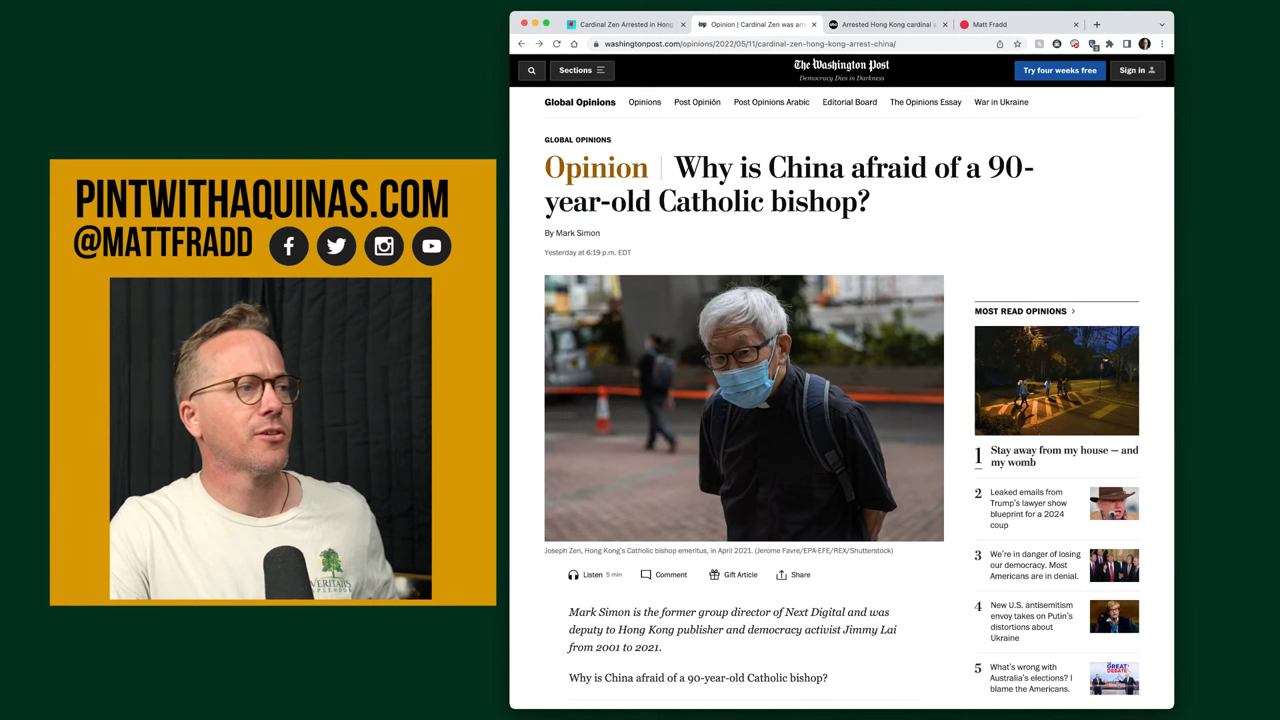 PINTWITHAQUINAS.COM
@MATTFRADD
VERITATIS
SPLENDOR
Cardinal Zen Arrested in Hong
Opinion | Cardinal Zen was arr
Arrested Hong Kong cardinal a
Matt Fradd
washingtonpost.com/opinions/2022/05/11/cardinal-zen-hong-kong-arrest-china/
Sections
The Washington Post
Democracy Dies in Darkness
Try four weeks free
Sign in
Global Opinions Opinions Post Opinión Post Opinions Arabic Editorial Board The Opinions Essay War in Ukraine
GLOBAL OPINIONS
Opinion | Why is China afraid of a 90-
year-old Catholic bishop?
By Mark Simon
Yesterday at 6:19 p.m. EDT
Joseph Zen, Hong Kong's Catholic bishop emeritus, in April 2021. (Jerome Favre/EPA-EFE/REX/Shutterstock)
Listen 5 min Comment Gift Article Share
Mark Simon is the former group director of Next Digital and was
deputy to Hong Kong publisher and democracy activist Jimmy Lai
from 2001 to 2021.
Why is China afraid of a 90-year-old Catholic bishop?
MOST READ OPINIONS >
1 Stay away from my house — and
my womb
2 Leaked emails from
Trump's lawyer show
blueprint for a 2024
coup
3 We're in danger of losing
our democracy. Most
Americans are in denial.
4 New U.S. antisemitism
envoy takes on Putin's
distortions about
Ukraine
5 What's wrong with
Australia's elections? I
blame the Americans.
GREAT
DEBATE